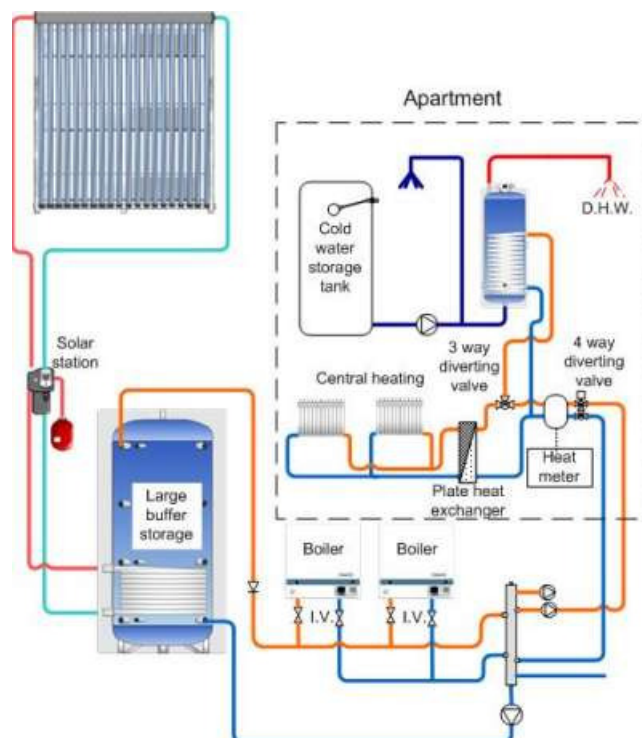 Apartment
Cold
water
storage
tank
D.H.W.
3 way
diverting
valve
4 way
diverting
valve
Solar
station
Central heating
Heat
meter
Plate heat
exchanger
Large
buffer
storage
Boiler
Boiler
I.V.
I.V.